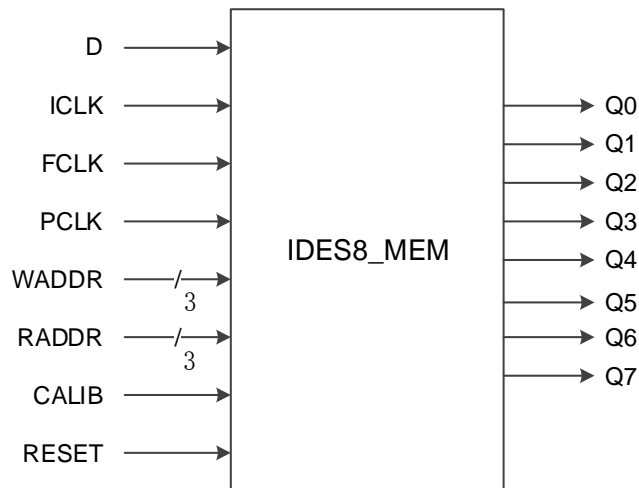 D
ICLK
FCLK
PCLK
WADDR
3
RADDR
3
CALIB
RESET
IDES8_MEM
Q0
Q1
Q2
Q3
Q4
Q5
Q6
Q7